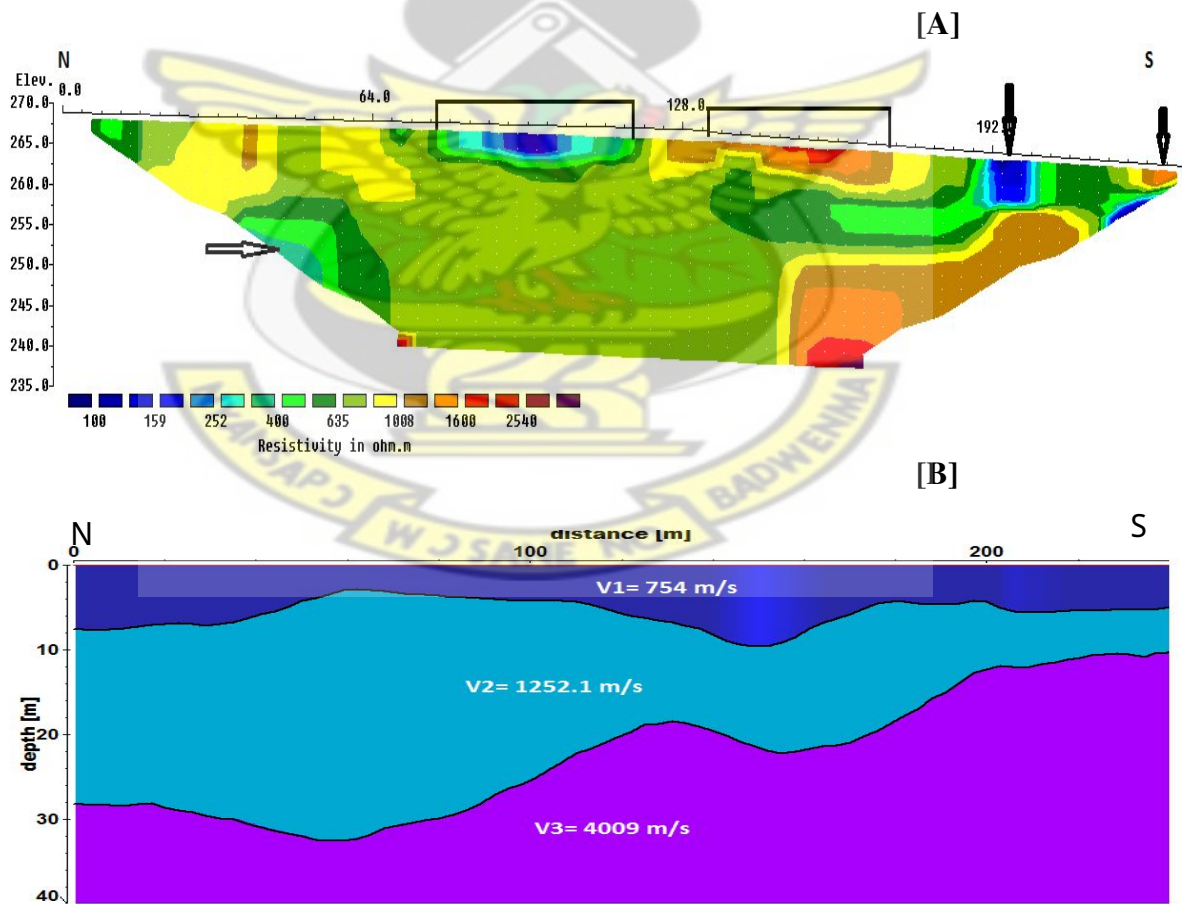 [A]
N
S
Elev.
0.0
64.0
128.0
192
270.0
265.0
260.0
255.0
250.0
245.0
240.0
235.0
100 159 252 400 635 1008 1600 2540
Resistivity in ohm.m
BADWENMA
W Ɔ SANE NO
[B]
N
S
distance [m]
0 100 200
0
10
20
30
40
depth [m]
V1= 754 m/s
V2= 1252.1 m/s
V3= 4009 m/s